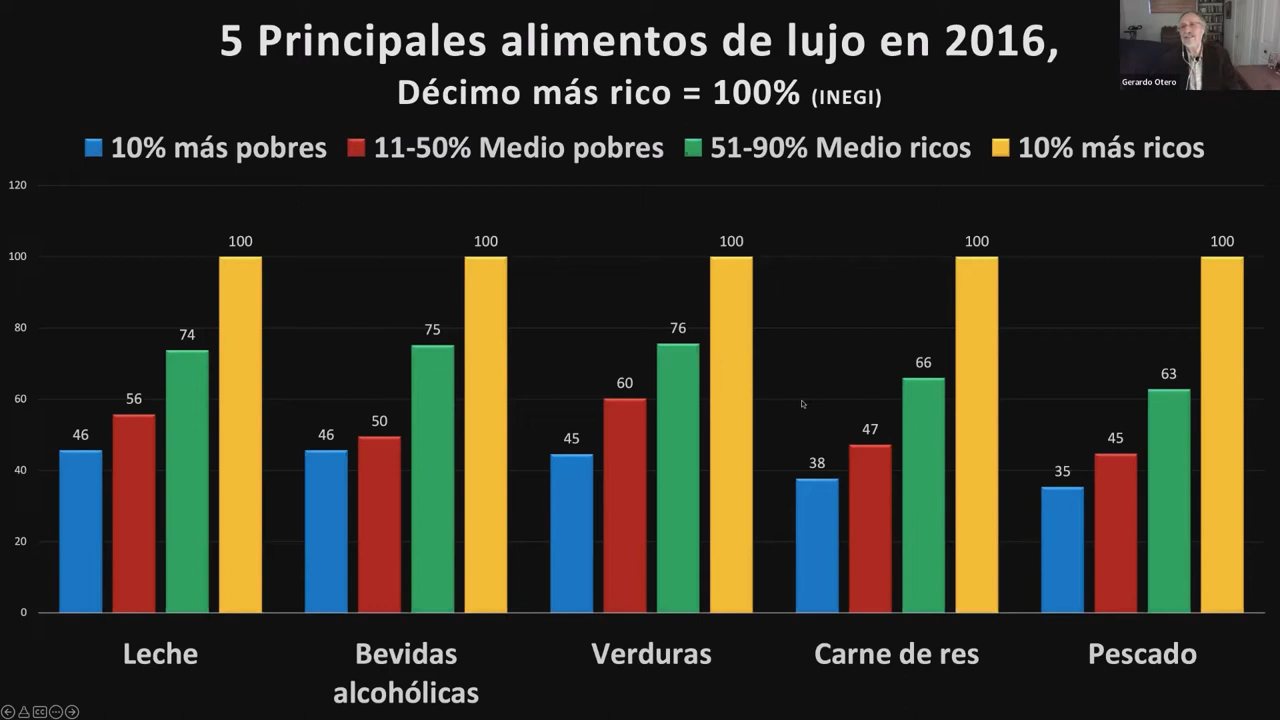 5 Principales alimentos de lujo en 2016,
Décimo más rico = 100% (INEGI)
Gerardo Otero
10% más pobres 11-50% Medio pobres 51-90% Medio ricos 10% más ricos
120
100
80
60
40
20
0
46 56 74 100
46 50 75 100
45 60 76 100
38 47 66 100
35 45 63 100
Leche
Bevidas
alcohólicas
Verduras
Carne de res
Pescado
CC